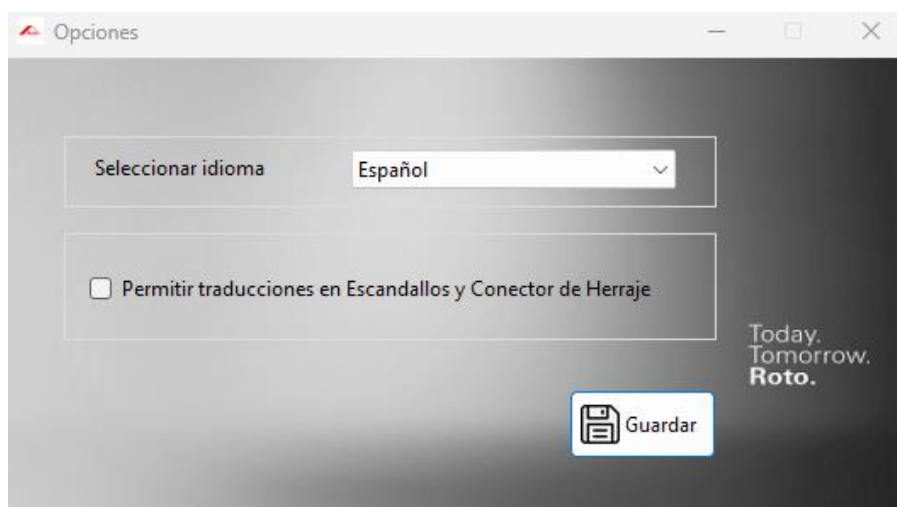 Opciones
Seleccionar idioma
Español
Permitir traducciones en Escandallos y Conector de Herraje
Today.
Tomorrow.
Roto.
Guardar